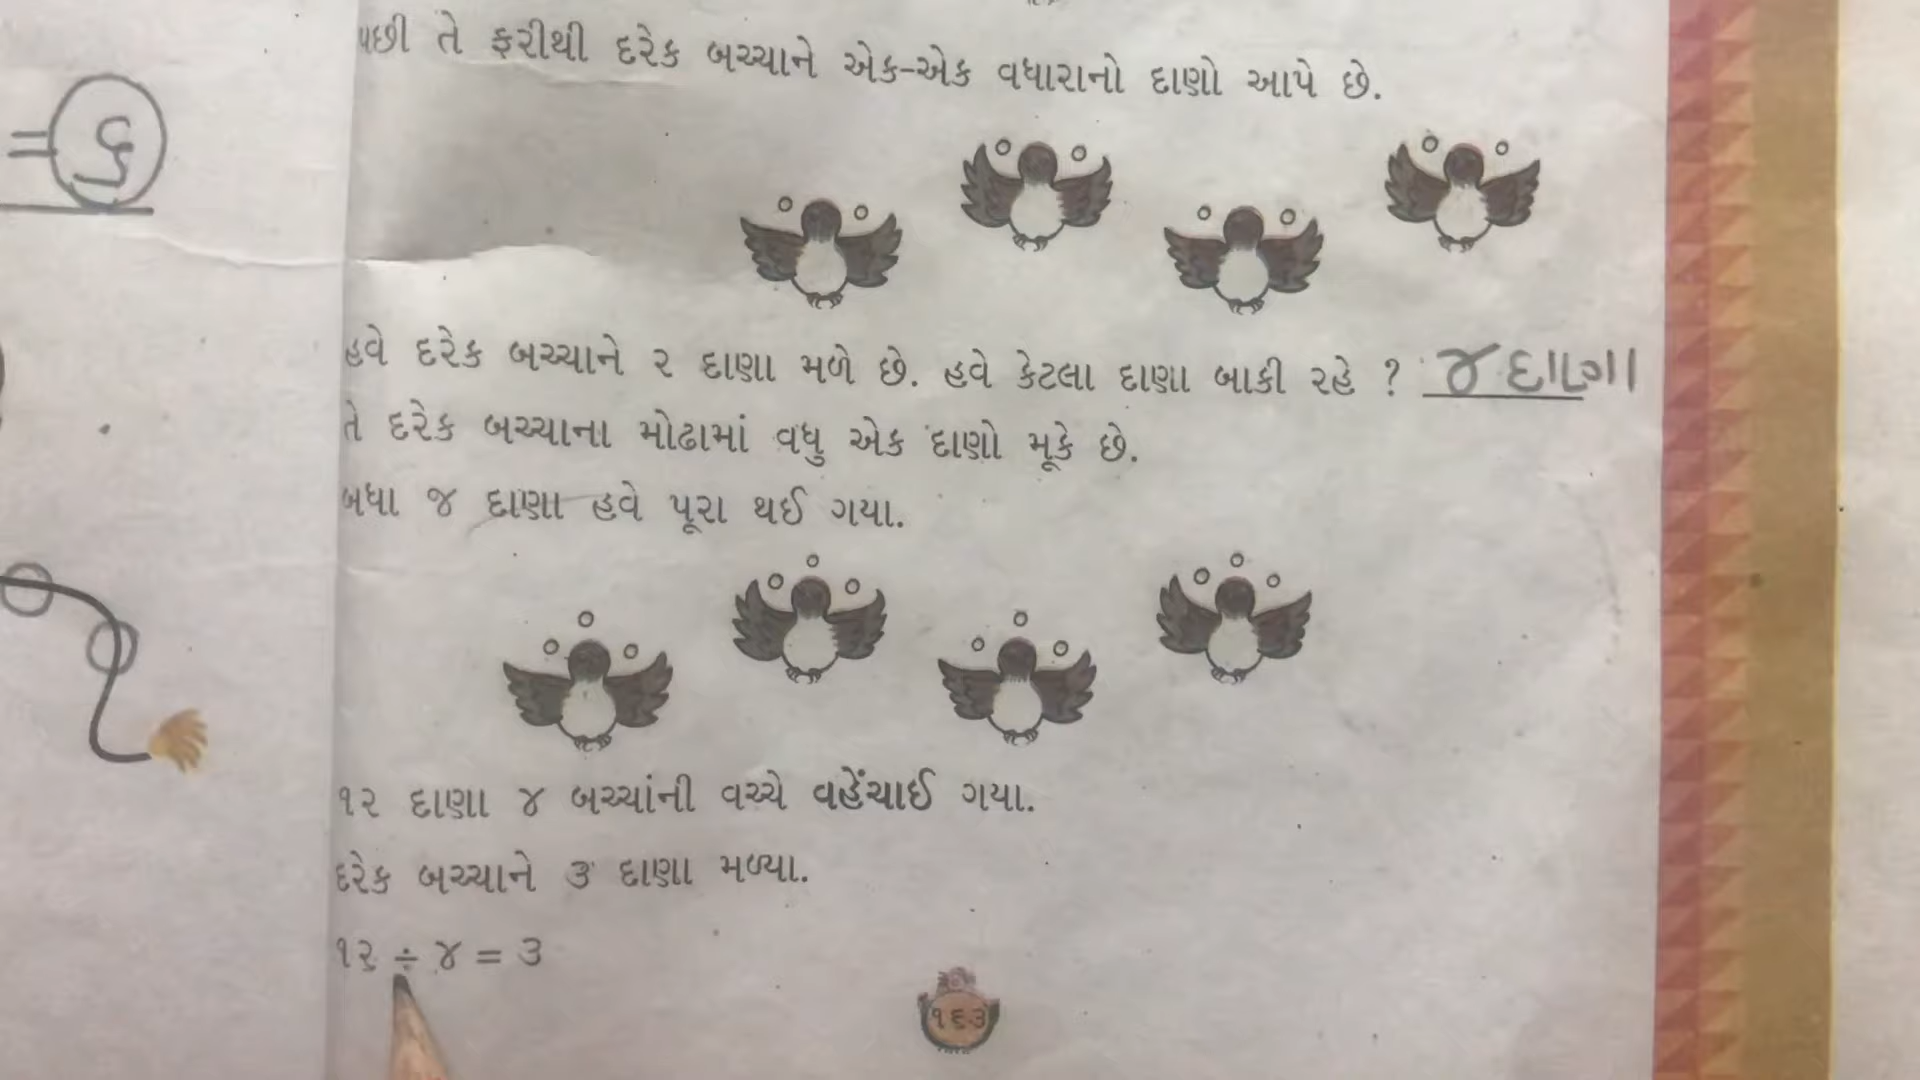 પછી તે ફરીથી દરેક બચ્ચાને એક-એક વધારાનો દાણો આપે છે.
= ૬
હવે દરેક બચ્ચાને ૨ દાણા મળે છે. હવે કેટલા દાણા બાકી રહે ? ૪ દાણા
તે દરેક બચ્ચાના મોઢામાં વધુ એક દાણો મૂકે છે.
બધા જ દાણા હવે પૂરા થઈ ગયા.
૧૨ દાણા ૪ બચ્ચાંની વચ્ચે વહેંચાઈ ગયા.
દરેક બચ્ચાને ૩ દાણા મળ્યા.
૧૨ ÷ ૪ = ૩
૧૬૩